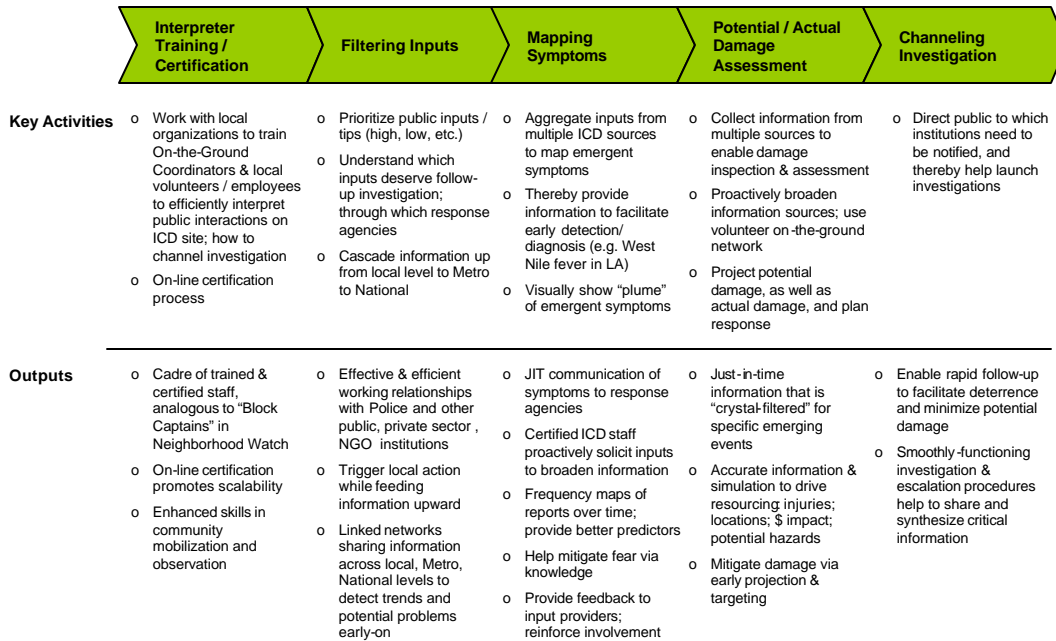 Interpreter
Training /
Certification
Filtering Inputs
Mapping
Symptoms
Potential / Actual
Damage
Assessment
Channeling
Investigation
Key Activities
o Work with local
organizations to train
On-the-Ground
Coordinators & local
volunteers / employees
to efficiently interpret
public interactions on
ICD site; how to
channel investigation
o On-line certification
process
o Prioritize public inputs /
tips (high, low, etc.)
o Understand which
inputs deserve follow-
up investigation;
through which response
agencies
o Cascade information up
from local level to Metro
to National
o Aggregate inputs from
multiple ICD sources
to map emergent
symptoms
o Thereby provide
information to facilitate
early detection/
diagnosis (e.g. West
Nile fever in LA)
o Visually show “plume”
of emergent symptoms
o Collect information from
multiple sources to
enable damage
inspection & assessment
o Proactively broaden
information sources; use
volunteer on-the-ground
network
o Project potential
damage, as well as
actual damage, and plan
response
o Direct public to which
institutions need to
be notified, and
thereby help launch
investigations
Outputs
o Cadre of trained &
certified staff,
analogous to “Block
Captains” in
Neighborhood Watch
o On-line certification
promotes scalability
o Enhanced skills in
community
mobilization and
observation
o Effective & efficient
working relationships
with Police and other
public, private sector ,
NGO institutions
o Trigger local action
while feeding
information upward
o Linked networks
sharing information
across local, Metro,
National levels to
detect trends and
potential problems
early-on
o JIT communication of
symptoms to response
agencies
o Certified ICD staff
proactively solicit inputs
to broaden information
o Frequency maps of
reports over time;
provide better predictors
o Help mitigate fear via
knowledge
o Provide feedback to
input providers;
reinforce involvement
o Just-in-time
information that is
“crystal-filtered” for
specific emerging
events
o Accurate information &
simulation to drive
resourcing: injuries;
locations; $ impact;
potential hazards
o Mitigate damage via
early projection &
targeting
o Enable rapid follow-up
to facilitate deterrence
and minimize potential
damage
o Smoothly-functioning
investigation &
escalation procedures
help to share and
synthesize critical
information